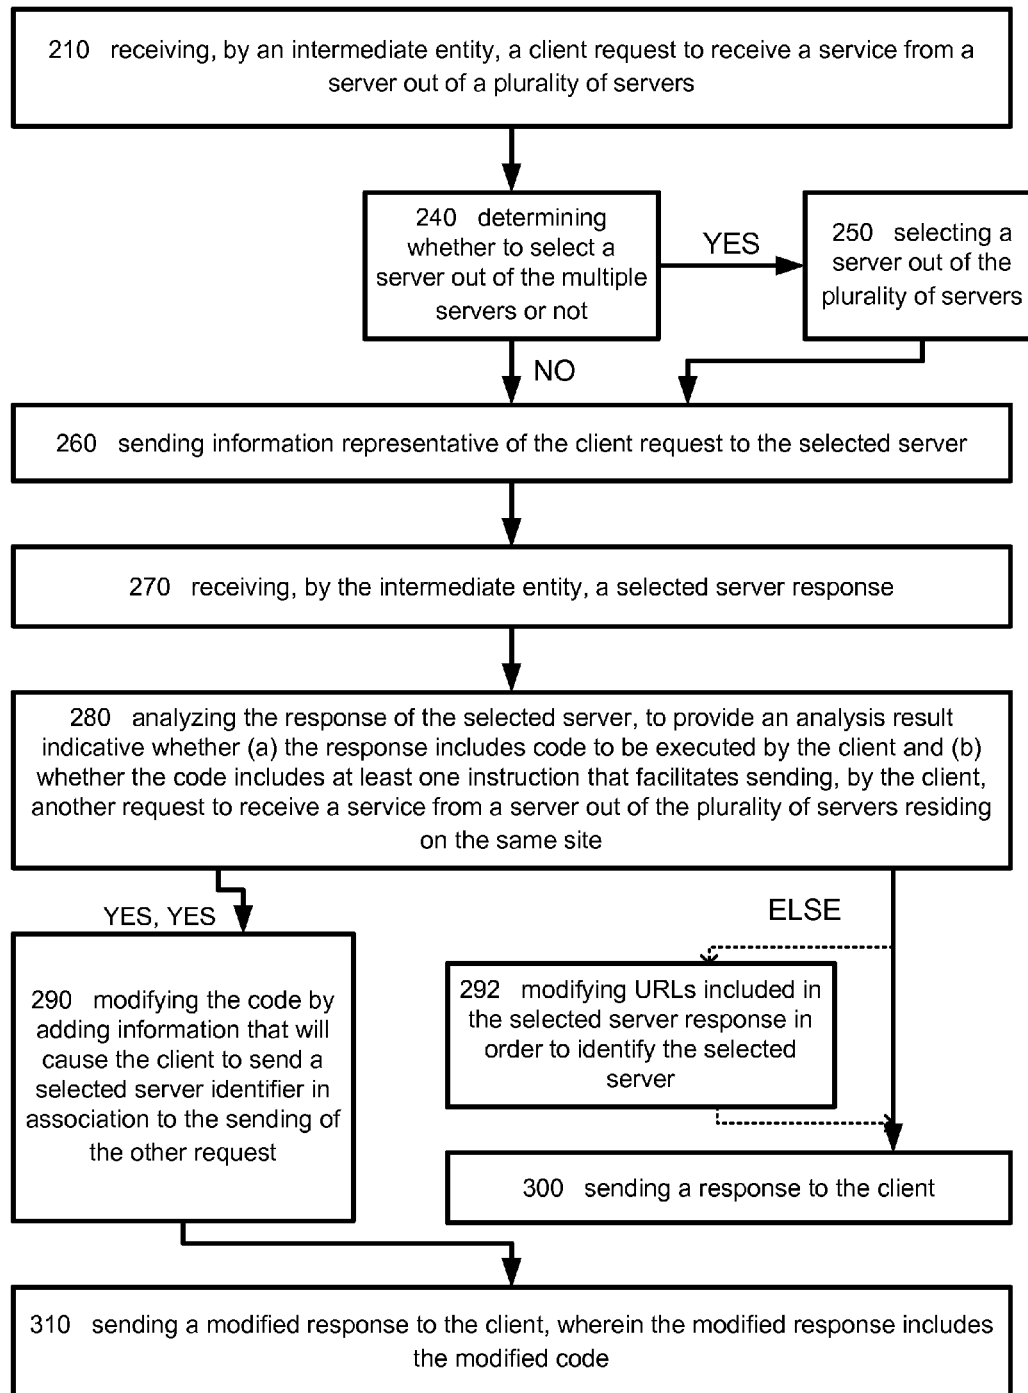 210 receiving, by an intermediate entity, a client request to receive a service from a
server out of a plurality of servers
240 determining
whether to select a
server out of the multiple
servers or not
YES
250 selecting a
server out of the
plurality of servers
NO
260 sending information representative of the client request to the selected server
270 receiving, by the intermediate entity, a selected server response
280 analyzing the response of the selected server, to provide an analysis result
indicative whether (a) the response includes code to be executed by the client and (b)
whether the code includes at least one instruction that facilitates sending, by the client,
another request to receive a service from a server out of the plurality of servers residing
on the same site
YES, YES
ELSE
290 modifying the code by
adding information that will
cause the client to send a
selected server identifier in
association to the sending of
the other request
292 modifying URLs included in
the selected server response in
order to identify the selected
server
300 sending a response to the client
310 sending a modified response to the client, wherein the modified response includes
the modified code